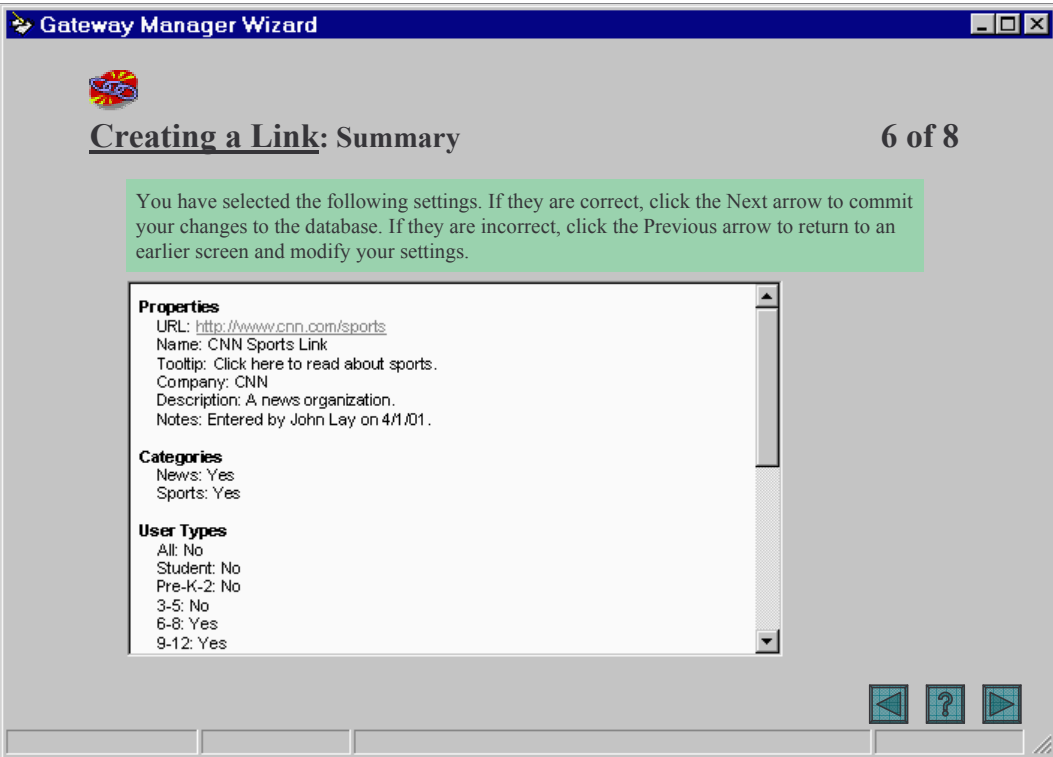 Gateway Manager Wizard
Creating a Link: Summary 6 of 8
You have selected the following settings. If they are correct, click the Next arrow to commit
your changes to the database. If they are incorrect, click the Previous arrow to return to an
earlier screen and modify your settings.
Properties
URL: http://www.cnn.com/sports
Name: CNN Sports Link
Tooltip: Click here to read about sports.
Company: CNN
Description: A news organization.
Notes: Entered by John Lay on 4/1/01.
Categories
News: Yes
Sports: Yes
User Types
All: No
Student: No
Pre-K-2: No
3-5: No
6-8: Yes
9-12: Yes
?